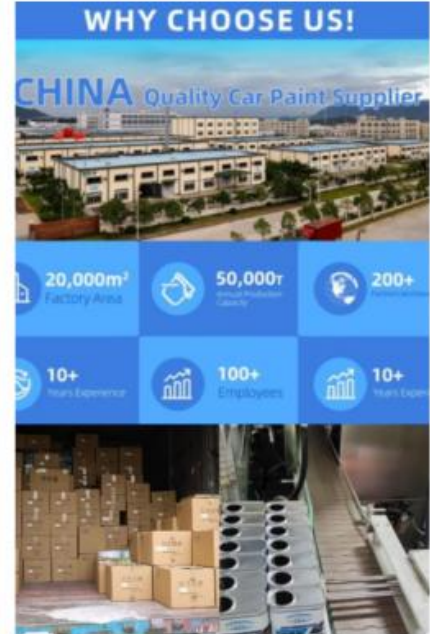 WHY CHOOSE US!
CHINA Quality Car Paint Supplier
20,000m²
Factory Area
50,000T
Annual Production
Capacity
200+
10+
Years Experience
100+
Employees
10+
Years Exper